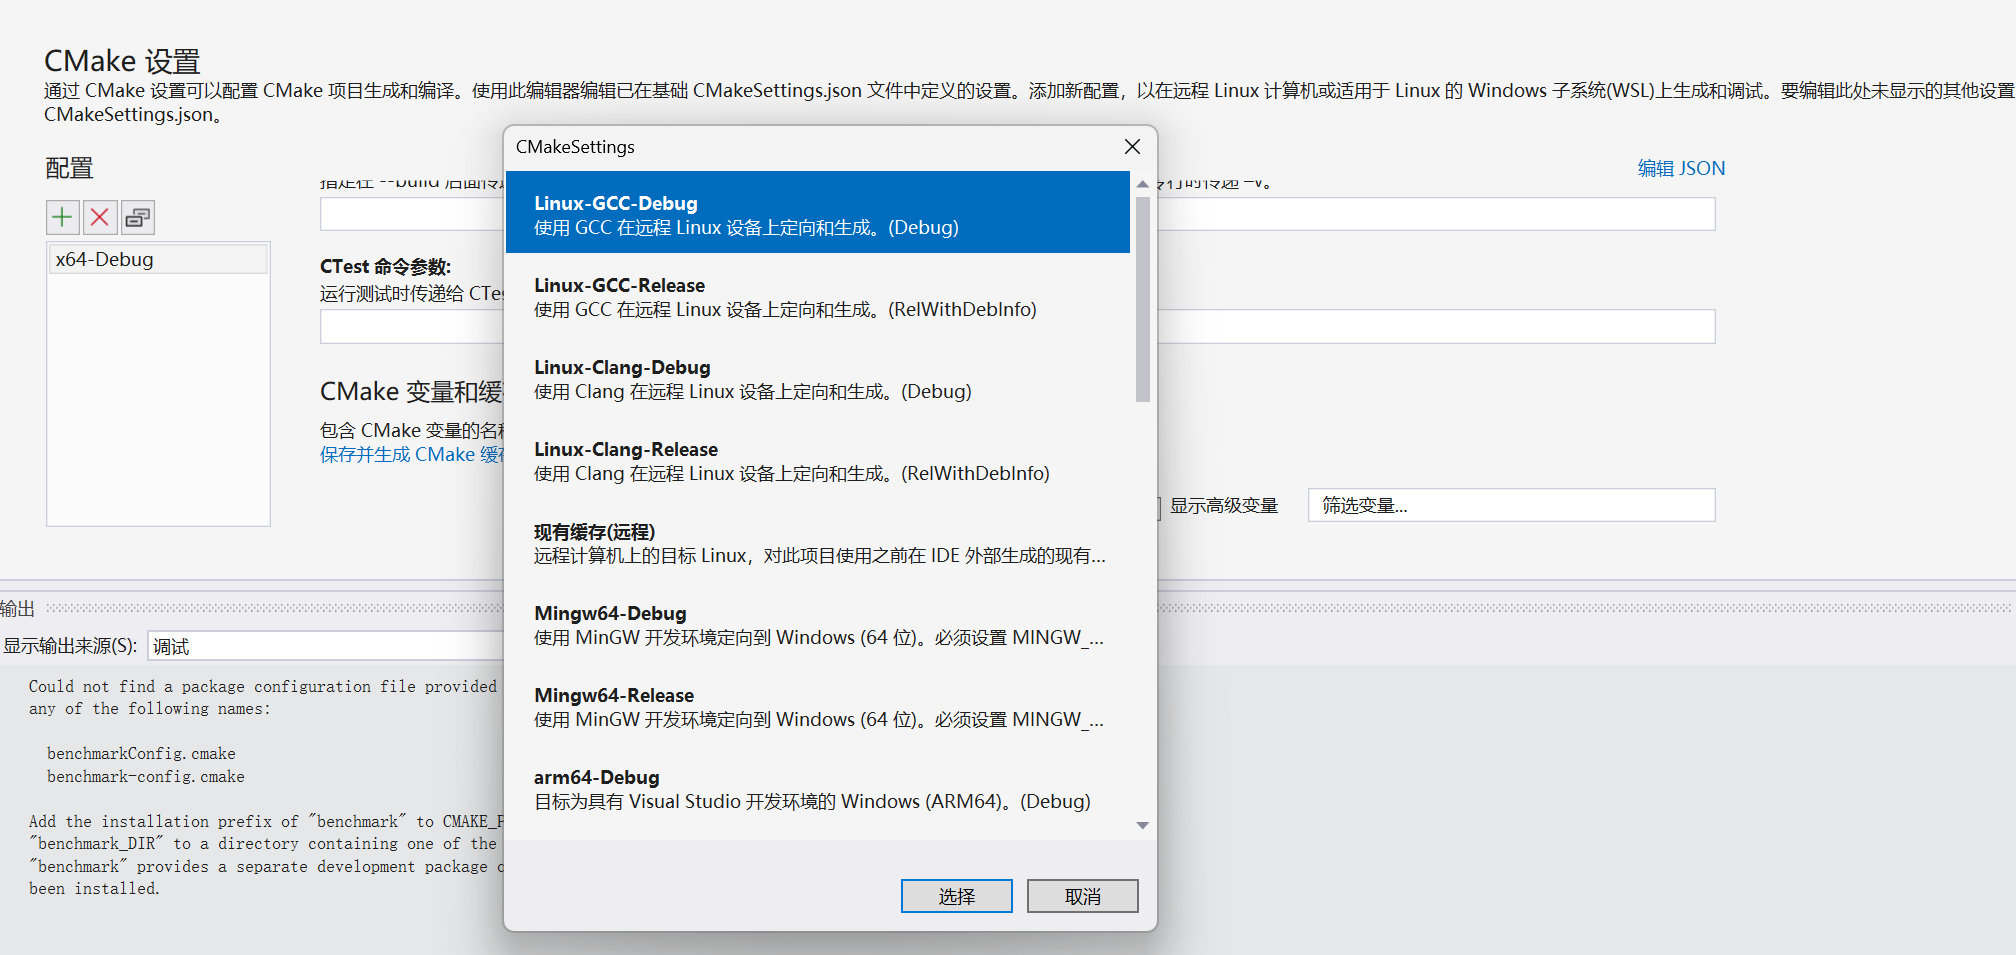 CMake 设置
通过 CMake 设置可以配置 CMake 项目生成和编译。使用此编辑器编辑已在基础 CMakeSettings.json 文件中定义的设置。添加新配置，以在远程 Linux 计算机或适用于 Linux 的 Windows 子系统(WSL)上生成和调试。要编辑此处未显示的其他设置
CMakeSettings.json。
配置
编辑 JSON
x64-Debug
指定在 --build 后面传
令行时传递 -v。
CTest 命令参数:
运行测试时传递给 CTes
CMake 变量和缓
包含 CMake 变量的名
保存并生成 CMake 缓
显示高级变量
筛选变量...
CMakeSettings
Linux-GCC-Debug
使用 GCC 在远程 Linux 设备上定向和生成。(Debug)
Linux-GCC-Release
使用 GCC 在远程 Linux 设备上定向和生成。(RelWithDebInfo)
Linux-Clang-Debug
使用 Clang 在远程 Linux 设备上定向和生成。(Debug)
Linux-Clang-Release
使用 Clang 在远程 Linux 设备上定向和生成。(RelWithDebInfo)
现有缓存(远程)
远程计算机上的目标 Linux，对此项目使用之前在 IDE 外部生成的现有...
Mingw64-Debug
使用 MinGW 开发环境定向到 Windows (64 位)。必须设置 MINGW_...
Mingw64-Release
使用 MinGW 开发环境定向到 Windows (64 位)。必须设置 MINGW_...
arm64-Debug
目标为具有 Visual Studio 开发环境的 Windows (ARM64)。(Debug)
选择
取消
输出
显示输出来源(S):
调试
Could not find a package configuration file provided
any of the following names:
benchmarkConfig.cmake
benchmark-config.cmake
Add the installation prefix of "benchmark" to CMAKE_P
"benchmark_DIR" to a directory containing one of the
"benchmark" provides a separate development package o
been installed.